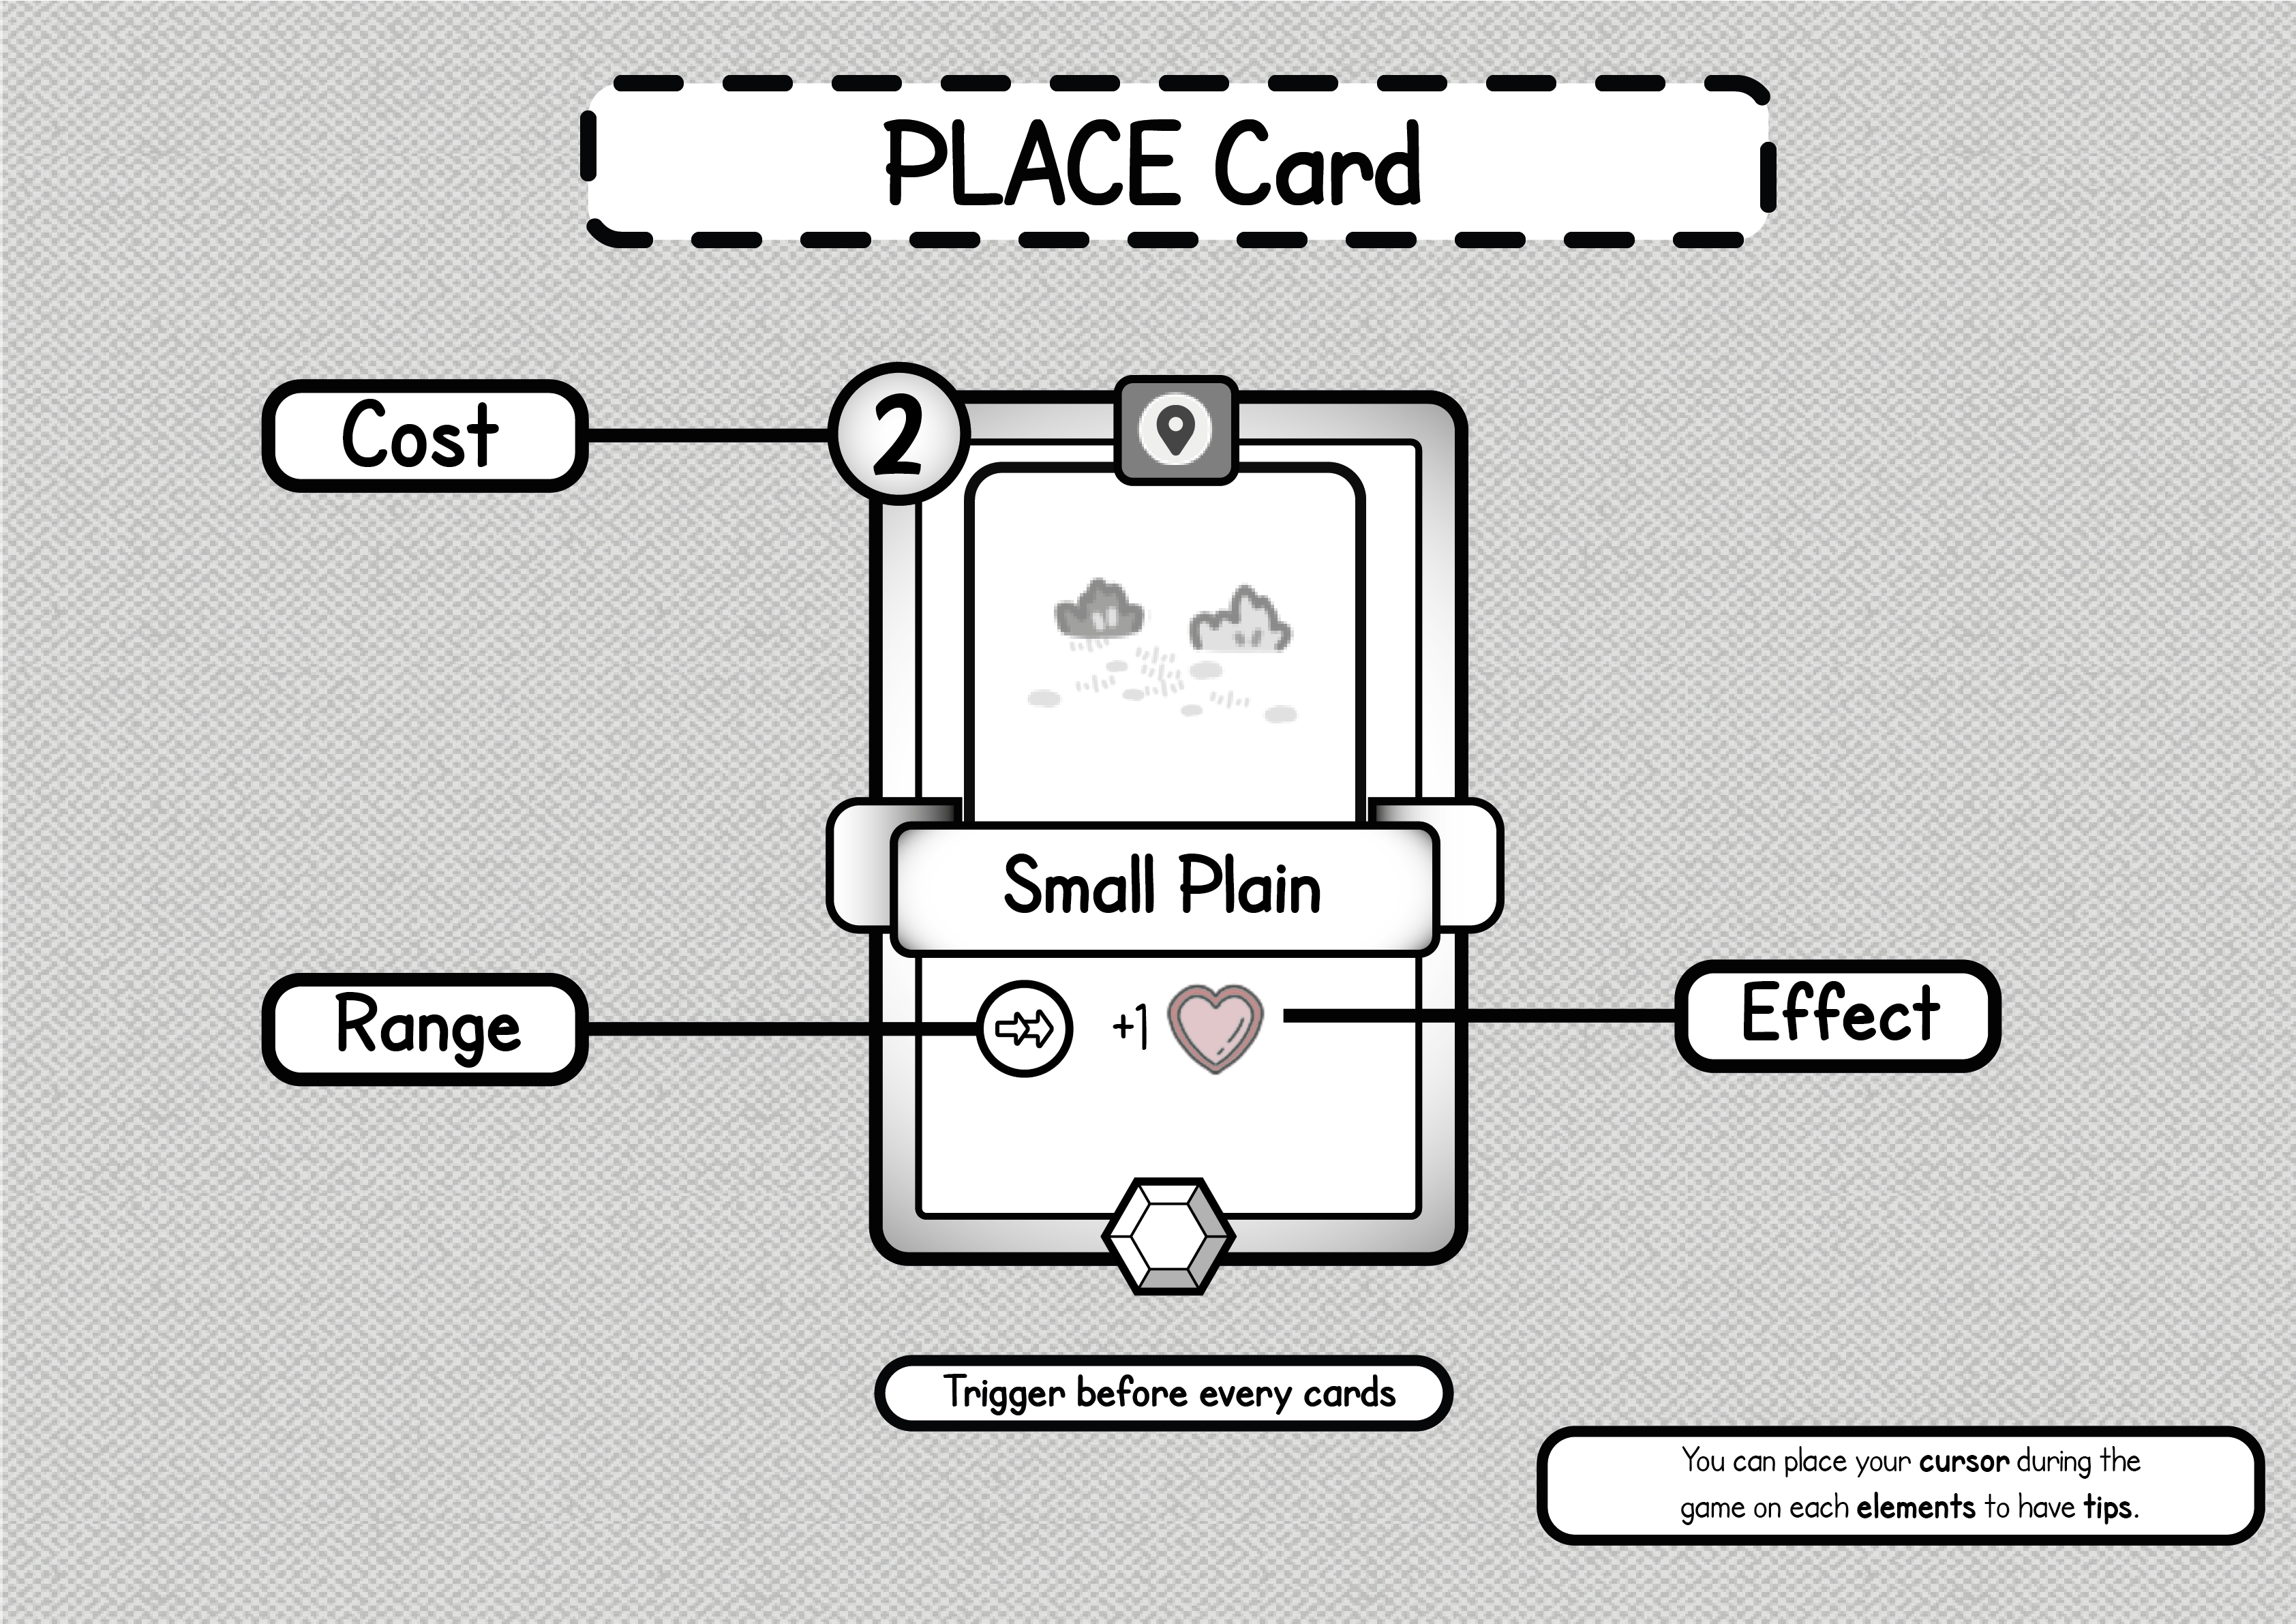 PLACE Card
Cost
2
Small Plain
Range
+1
Effect
Trigger before every cards
You can place your cursor during the
game on each elements to have tips.